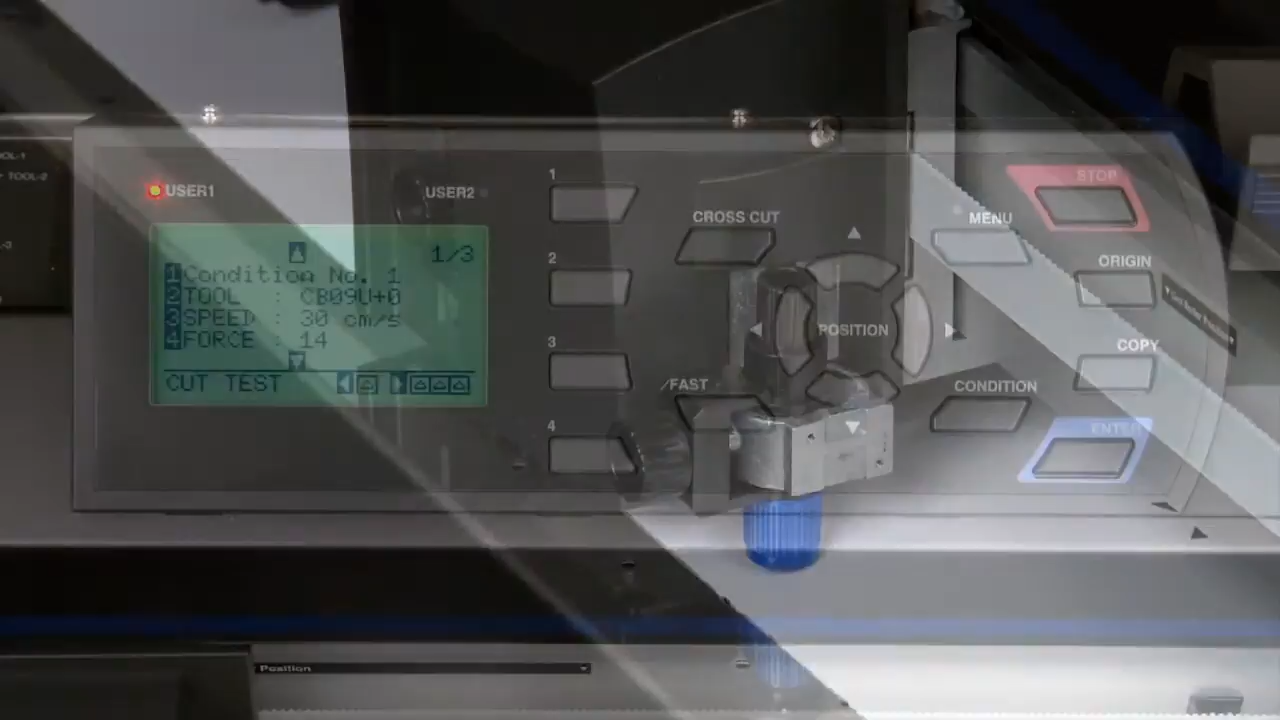 OOL-1
TOOL-2
-3
USER1
USER2
1/3
1 Condition No. 1
2 TOOL : CB09U+0
3 SPEED : 30 cm/s
4 FORCE : 14
CUT TEST
1
2
3
4
CROSS CUT
/FAST
POSITION
MENU
CONDITION
STOP
ORIGIN
COPY
ENTER
Position